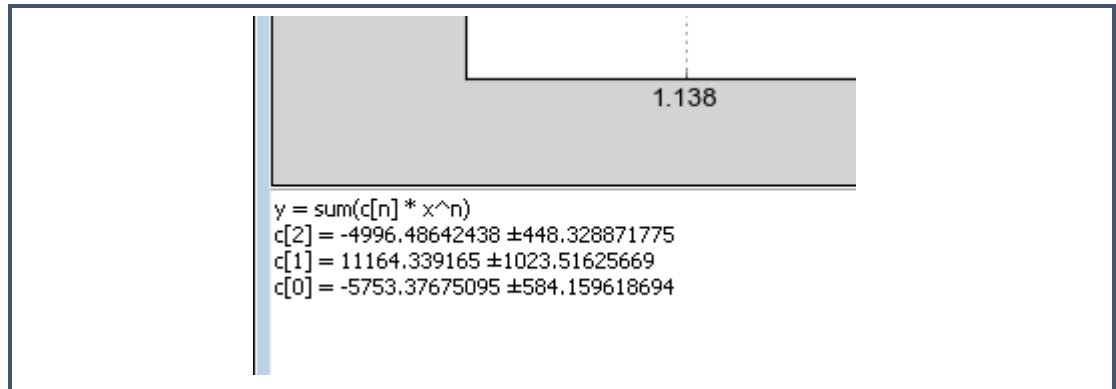 1.138
y = sum(c[n] * x^n)
c[2] = -4996.48642438 ±448.328871775
c[1] = 11164.339165 ±1023.51625669
c[0] = -5753.37675095 ±584.159618694